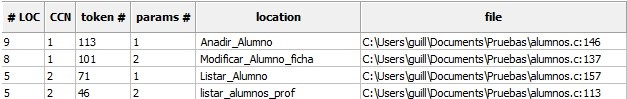 # LOC CCN token # params # location file
9 1 113 1 Anadir_Alumno C:\Users\guill\Documents\Pruebas\alumnos.c:146
8 1 101 2 Modificar_Alumno_ficha C:\Users\guill\Documents\Pruebas\alumnos.c:137
5 2 71 1 Listar_Alumno C:\Users\guill\Documents\Pruebas\alumnos.c:157
5 2 46 2 listar_alumnos_prof C:\Users\guill\Documents\Pruebas\alumnos.c:113